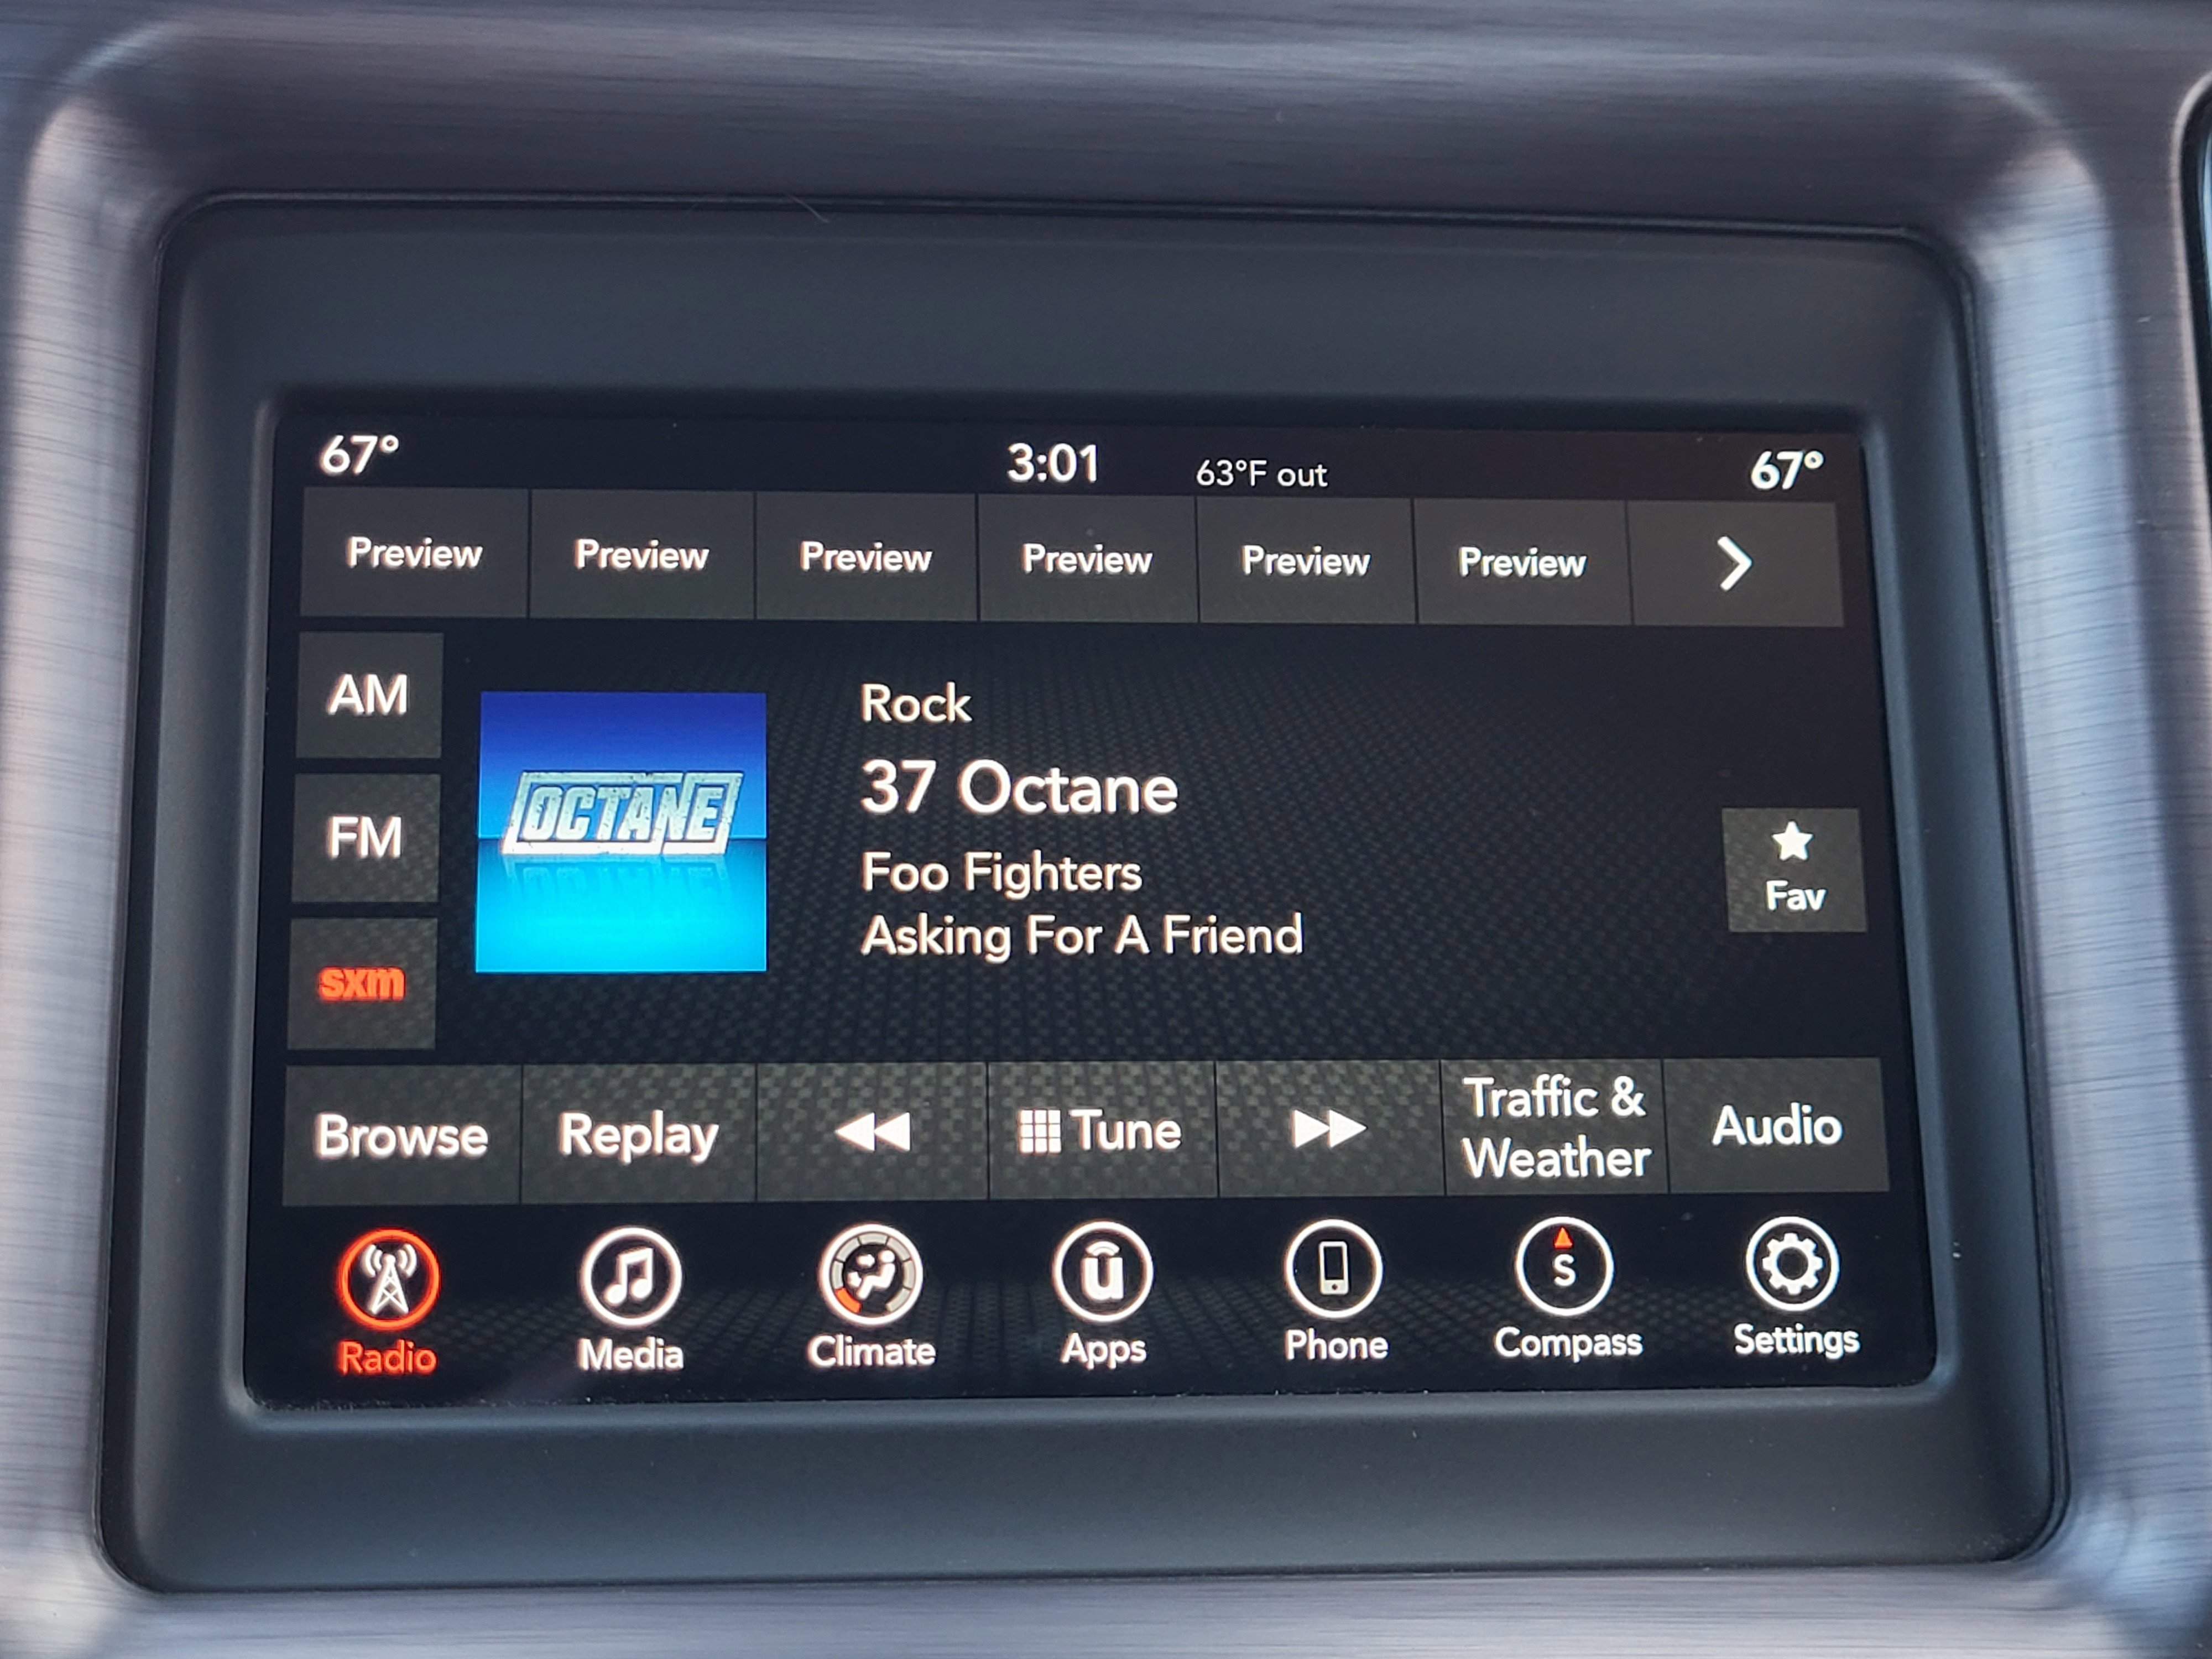 67° 3:01 63°F out 67°
Preview Preview Preview Preview Preview Preview
AM
FM
sxm
OCTANE
Rock
37 Octane
Foo Fighters
Asking For A Friend
Fav
Browse Replay Tune Traffic & Weather Audio
u
S
Radio Media Climate Apps Phone Compass Settings